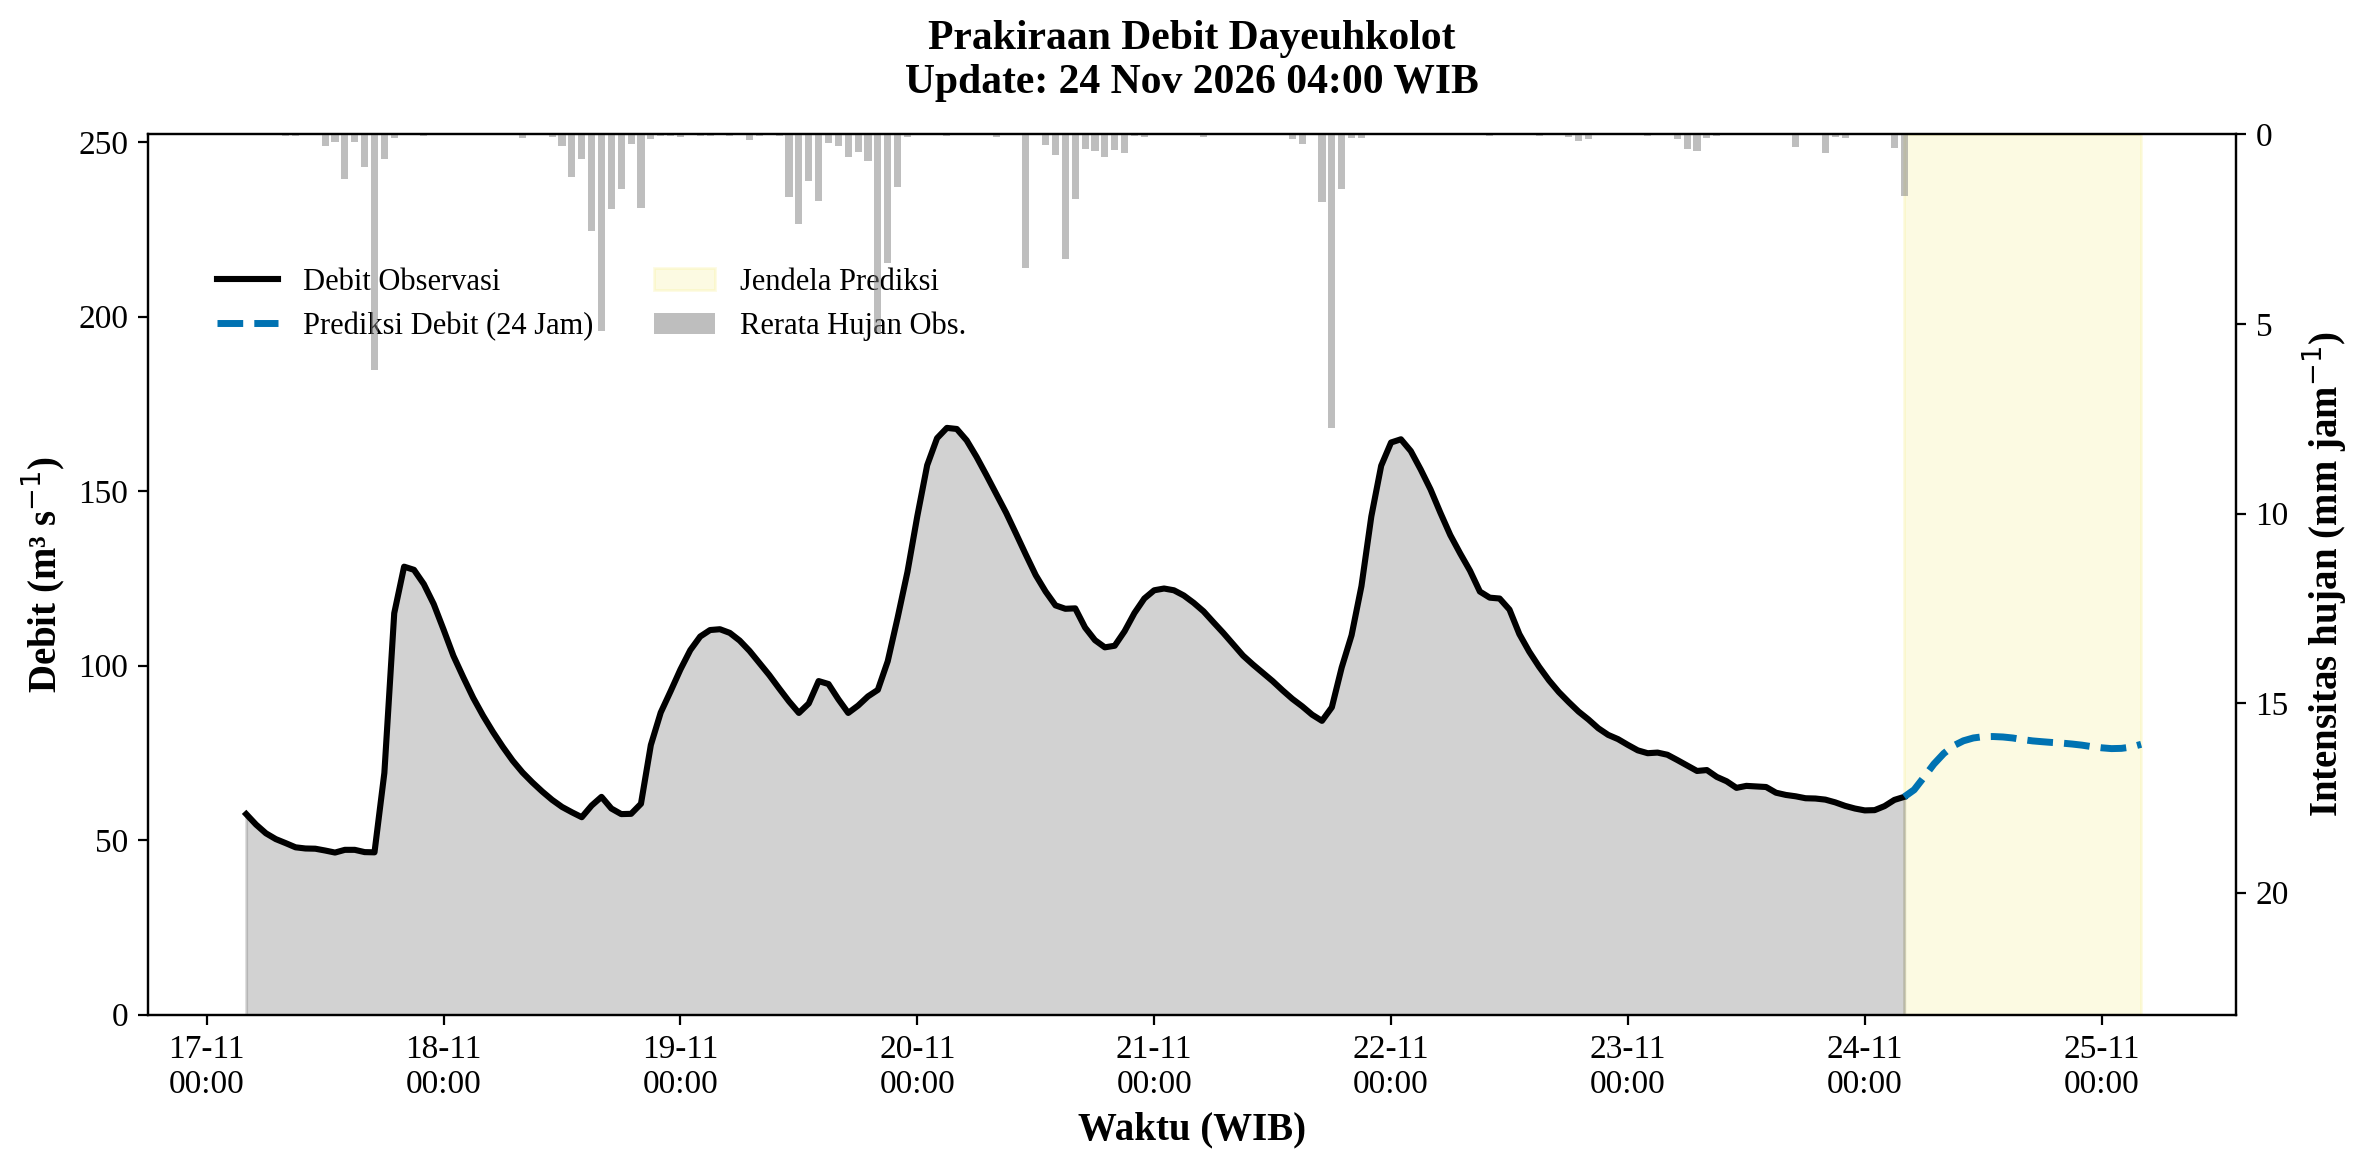 Prakiraan Debit Dayeuhkolot
Update: 24 Nov 2026 04:00 WIB
Debit Observasi
Prediksi Debit (24 Jam)
Jendela Prediksi
Rerata Hujan Obs.
Debit (m³ s⁻¹)
250
200
150
100
50
0
0
5
10
15
20
Intensitas hujan (mm jam⁻¹)
17-11 18-11 19-11 20-11 21-11 22-11 23-11 24-11 25-11
00:00 00:00 00:00 00:00 00:00 00:00 00:00 00:00 00:00
Waktu (WIB)